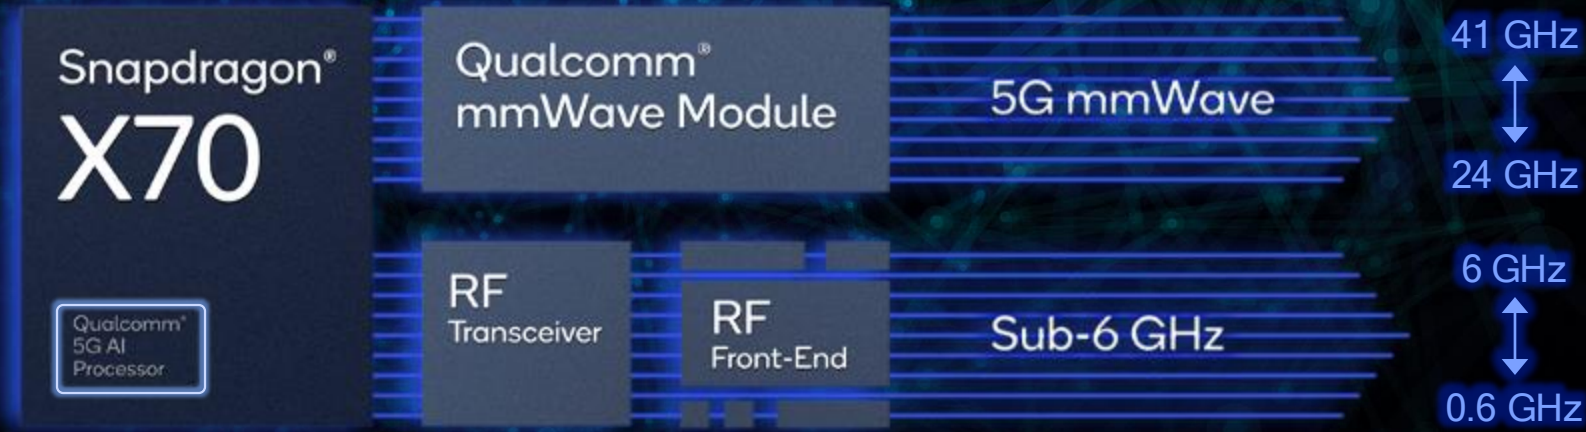 Snapdragon®
X70
Qualcomm®
5G AI
Processor
Qualcomm®
mmWave Module
5G mmWave
41 GHz
24 GHz
RF
Transceiver
RF
Front-End
Sub-6 GHz
6 GHz
0.6 GHz